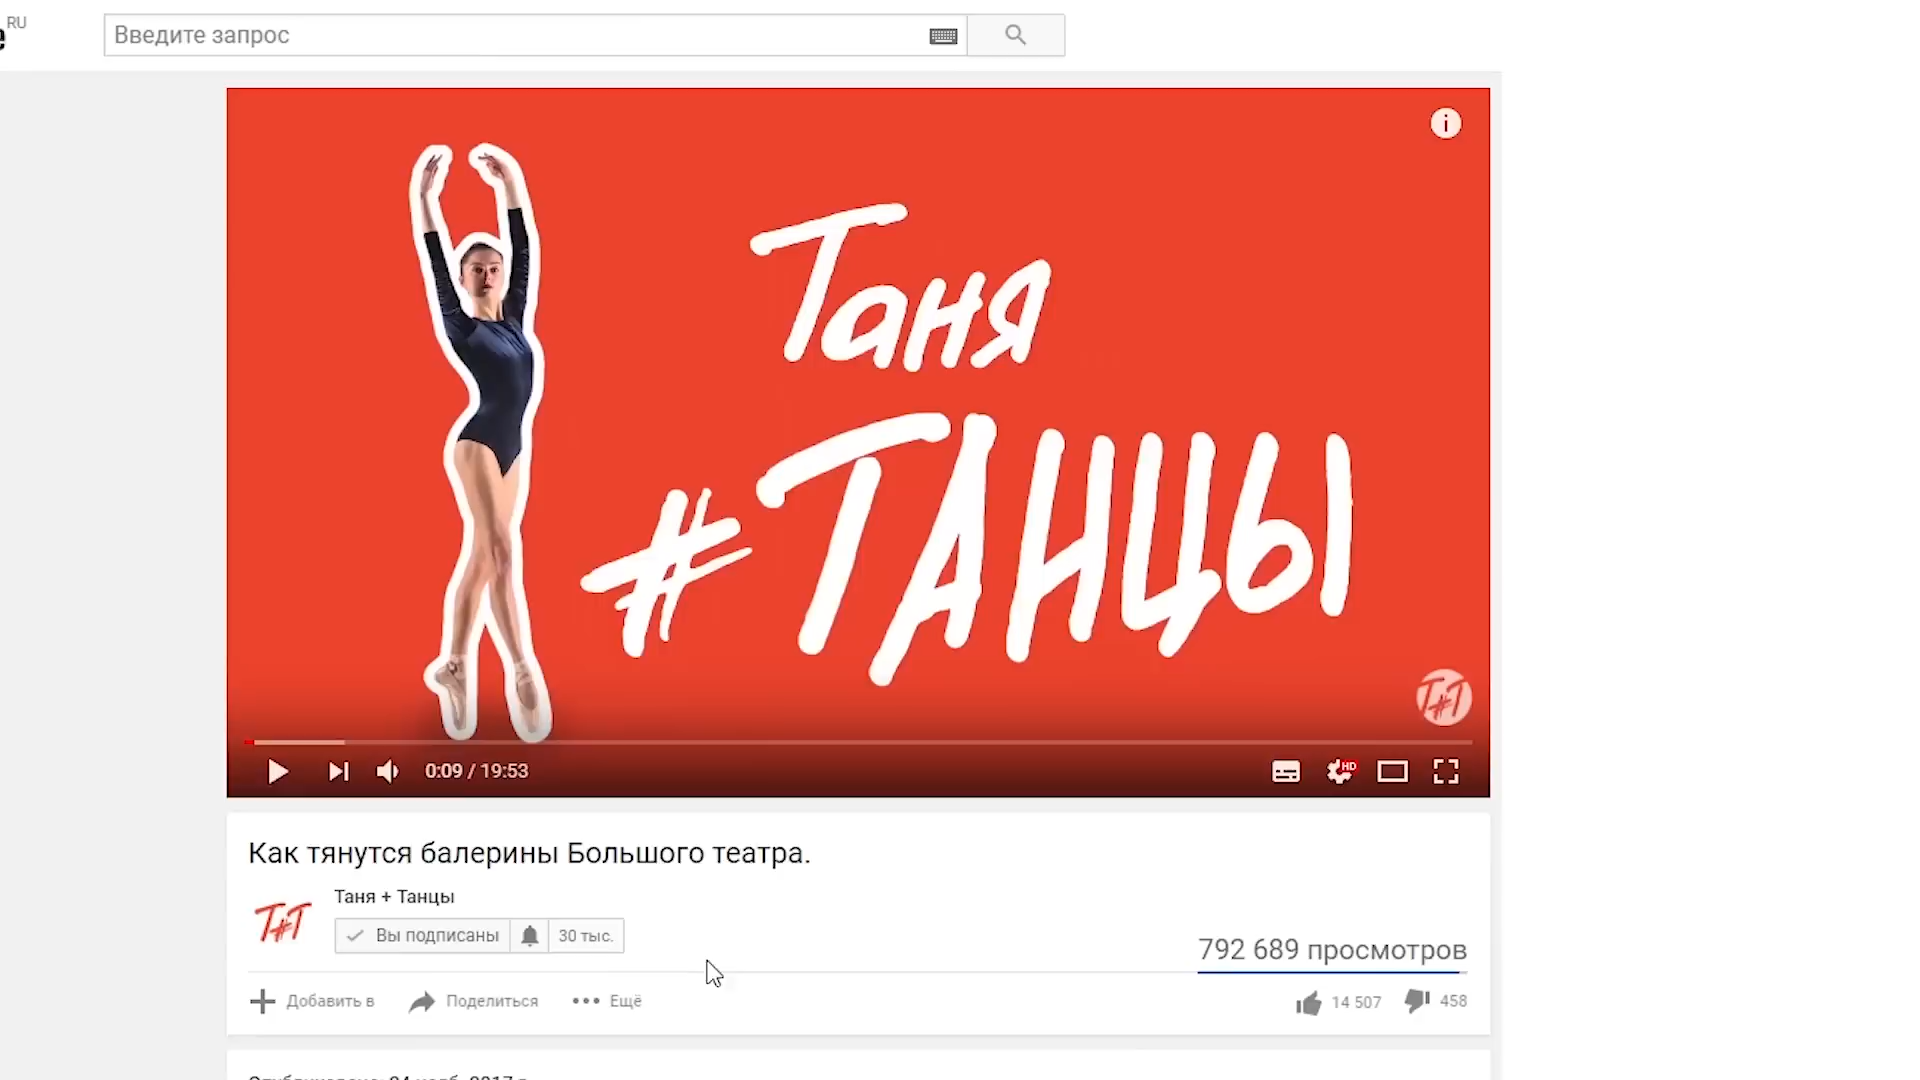 RU
Введите запрос
Таня
#ТАНЦЫ
Т#Т
0:09 / 19:53
HD
Как тянутся балерины Большого театра.
Т#Т
Таня + Танцы
Вы подписаны
30 тыс.
792 689 просмотров
Добавить в
Поделиться
Ещё
14 507
458